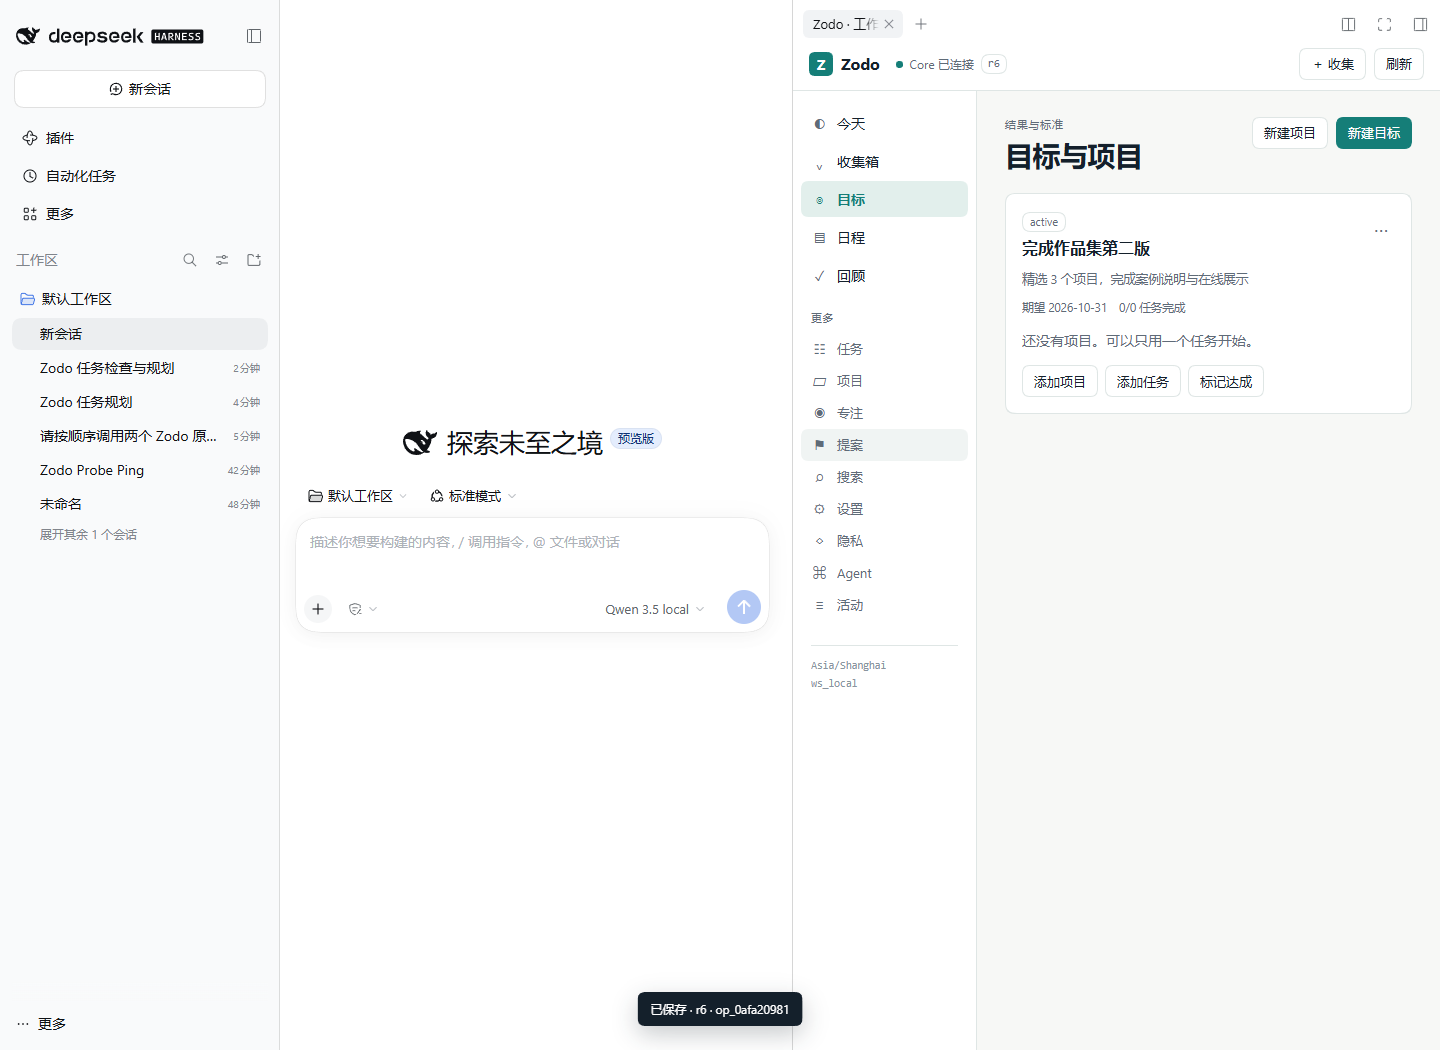 deepseek HARNESS
新会话
插件
自动化任务
更多
工作区
默认工作区
新会话
Zodo 任务检查与规划 2分钟
Zodo 任务规划 4分钟
请按顺序调用两个 Zodo 原... 5分钟
Zodo Probe Ping 42分钟
未命名 48分钟
展开其余 1 个会话
... 更多
探索未至之境 预览版
默认工作区 标准模式
描述你想要构建的内容, / 调用指令, @ 文件或对话
Qwen 3.5 local
Zodo · 工作
Z Zodo Core 已连接 r6
+ 收集 刷新
今天
收集箱
目标
日程
回顾
更多
任务
项目
专注
提案
搜索
设置
隐私
Agent
活动
Asia/Shanghai
ws_local
结果与标准
目标与项目
新建项目 新建目标
active
...
完成作品集第二版
精选 3 个项目，完成案例说明与在线展示
期望 2026-10-31 0/0 任务完成
还没有项目。可以只用一个任务开始。
添加项目 添加任务 标记达成
已保存 · r6 · op_0afa20981